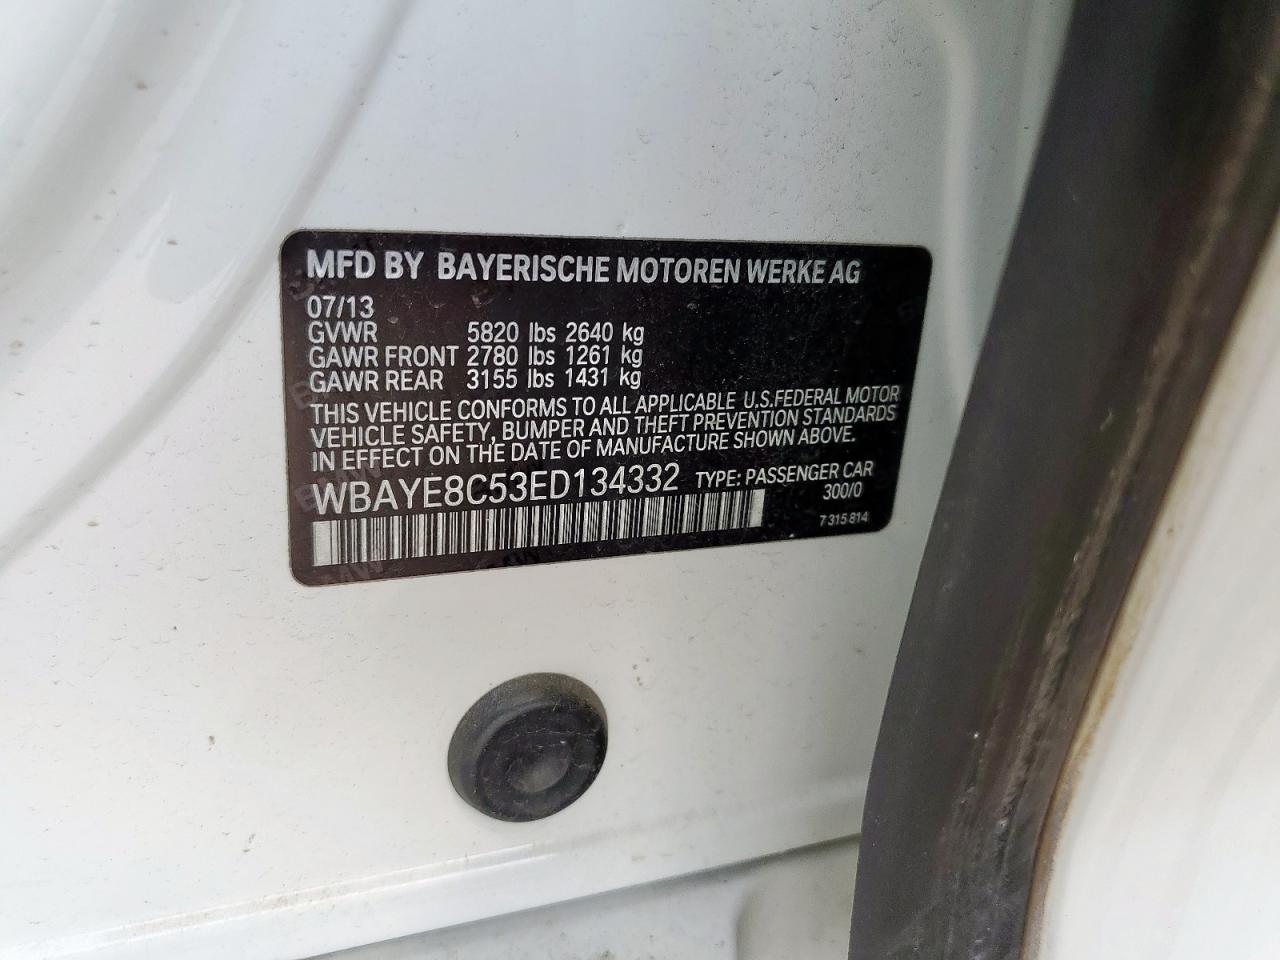 MFD BY BAYERISCHE MOTOREN WERKE AG
07/13
GVWR 5820 lbs 2640 kg
GAWR FRONT 2780 lbs 1261 kg
GAWR REAR 3155 lbs 1431 kg
THIS VEHICLE CONFORMS TO ALL APPLICABLE U.S.FEDERAL MOTOR
VEHICLE SAFETY, BUMPER AND THEFT PREVENTION STANDARDS
IN EFFECT ON THE DATE OF MANUFACTURE SHOWN ABOVE.
WBAYE8C53ED134332 TYPE: PASSENGER CAR
300/0
7 315 814